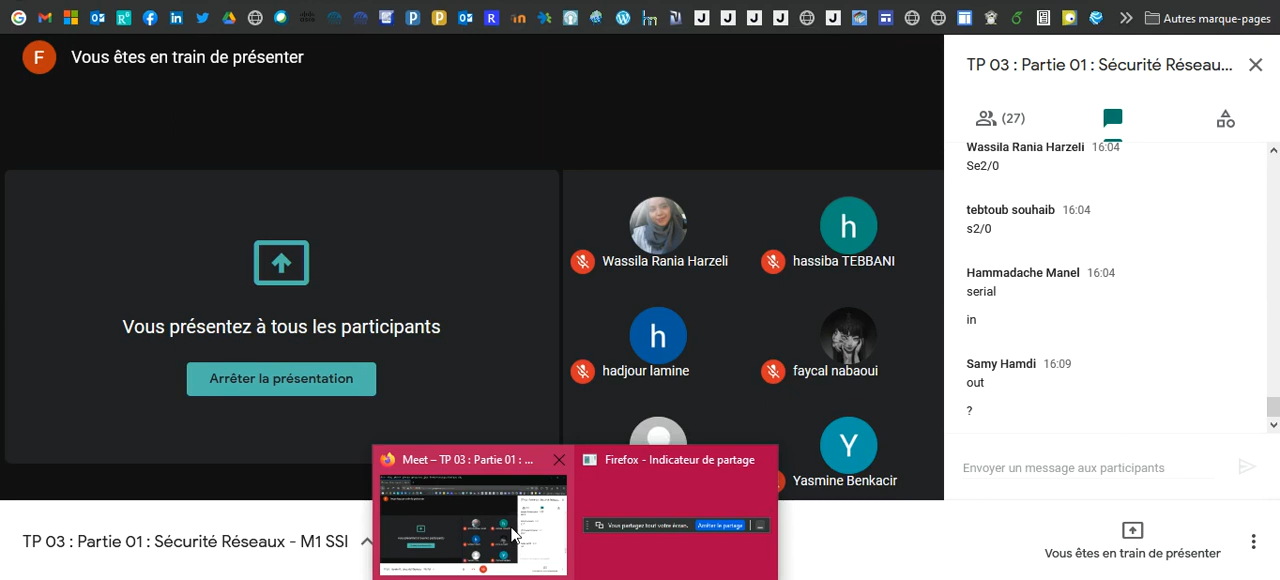 Autres marque-pages
F Vous êtes en train de présenter
TP 03 : Partie 01 : Sécurité Réseau...
(27)
Wassila Rania Harzeli 16:04
Se2/0
tebtoub souhaib 16:04
s2/0
Hammadache Manel 16:04
serial
in
Samy Hamdi 16:09
out
?
Envoyer un message aux participants
Vous présentez à tous les participants
Arrêter la présentation
Wassila Rania Harzeli
h
hassiba TEBBANI
h
hadjour lamine
faycal nabaoui
Y
Yasmine Benkacir
Meet – TP 03 : Partie 01 : ...
Firefox - Indicateur de partage
Vous partagez tout votre écran.
Arrêter le partage
TP 03 : Partie 01 : Sécurité Réseaux - M1 SSI
Vous êtes en train de présenter